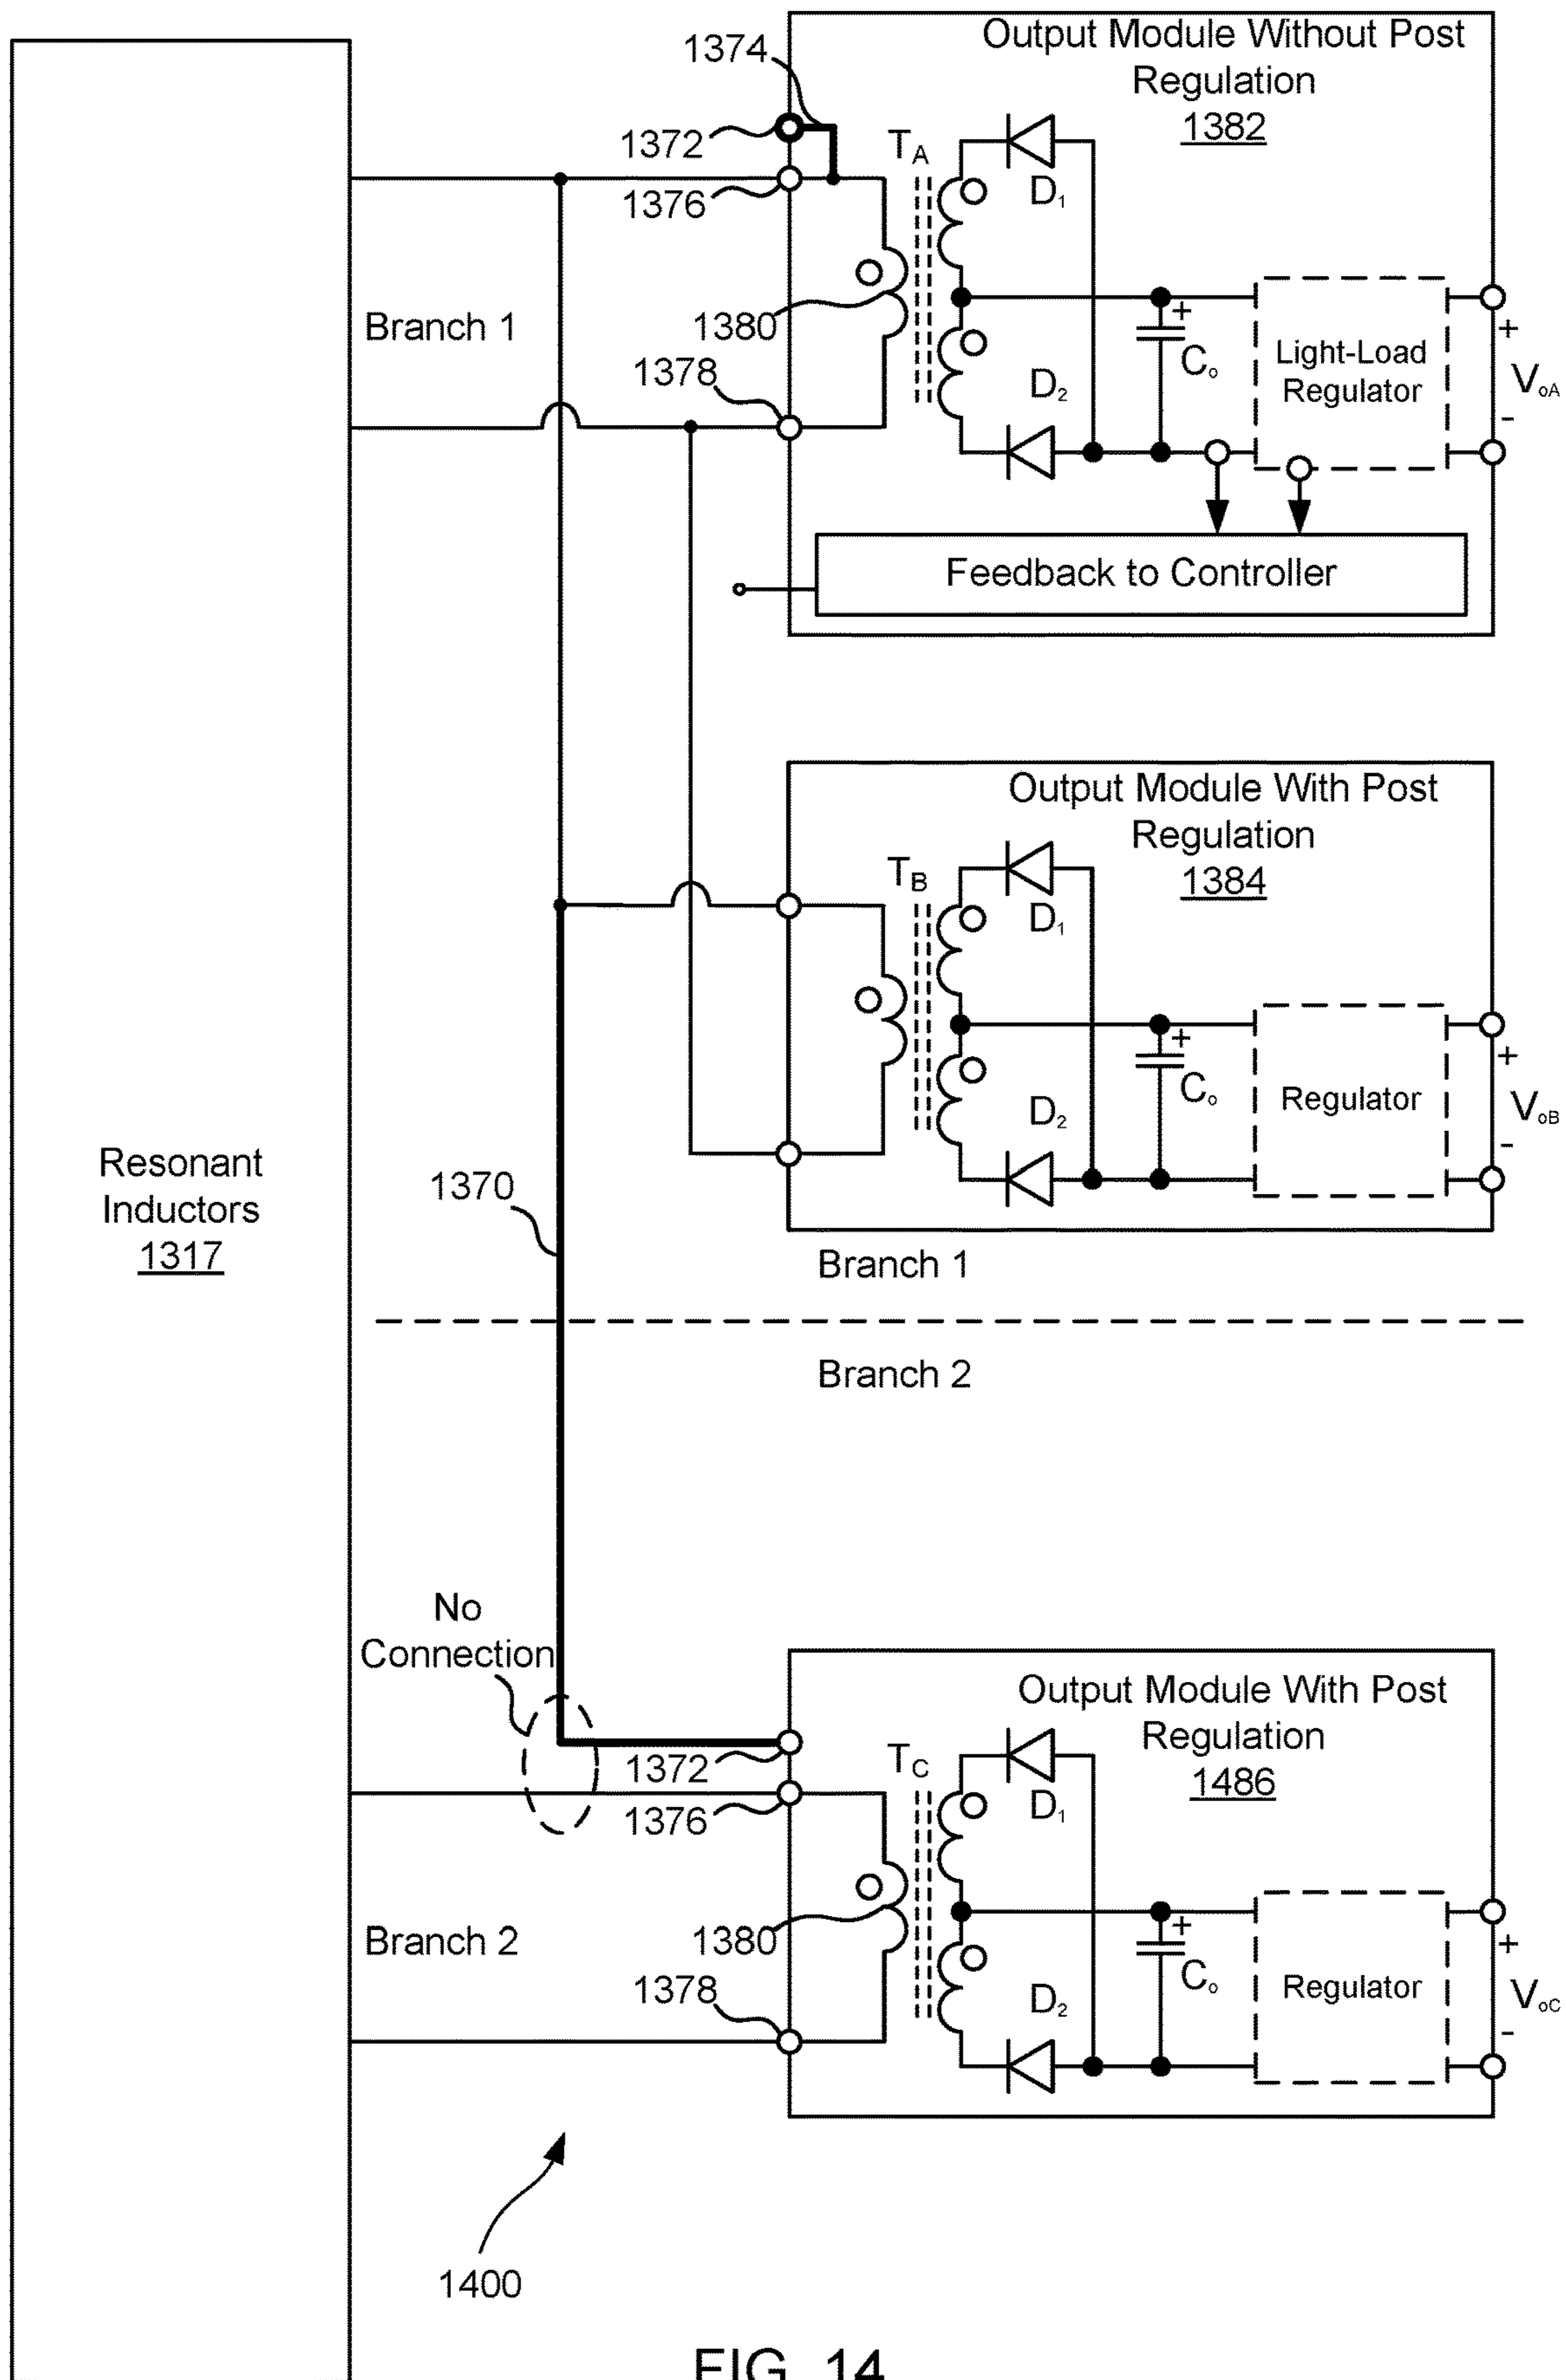 Output Module Without Post
Regulation
1382
1374
1372
1376
TA
D1
Branch 1
1380
1378
D2
+
Co
Light-Load
Regulator
+
VoA
-
Feedback to Controller
Output Module With Post
Regulation
1384
TB
D1
D2
+
Co
Regulator
+
VoB
-
Resonant
Inductors
1317
1370
Branch 1
Branch 2
No
Connection
Output Module With Post
Regulation
1486
1372
1376
TC
D1
Branch 2
1380
1378
D2
+
Co
Regulator
+
VoC
-
1400
FIG. 14